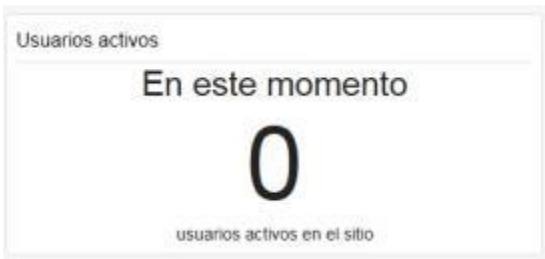 Usuarios activos
En este momento
0
usuarios activos en el sitio